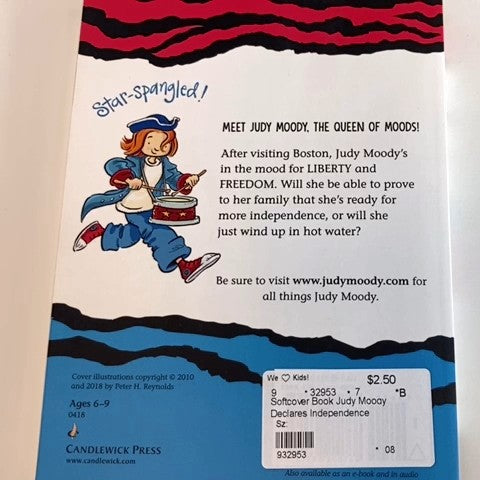 Star-spangled!
MEET JUDY MOODY, THE QUEEN OF MOODS!
After visiting Boston, Judy Moody's
in the mood for LIBERTY and
FREEDOM. Will she be able to prove
to her family that she's ready for
more independence, or will she
just wind up in hot water?
Be sure to visit www.judymoody.com for
all things Judy Moody.
Cover illustrations copyright © 2010
and 2018 by Peter H. Reynolds
Ages 6–9
0418
CANDLEWICK PRESS
www.candlewick.com
We ♡ Kids! $2.50
9 • 32953 • 7 *B
Softcover Book Judy Moody
Declares Independence
Sz:
932953 • 08
Also available as an e-book and in audio